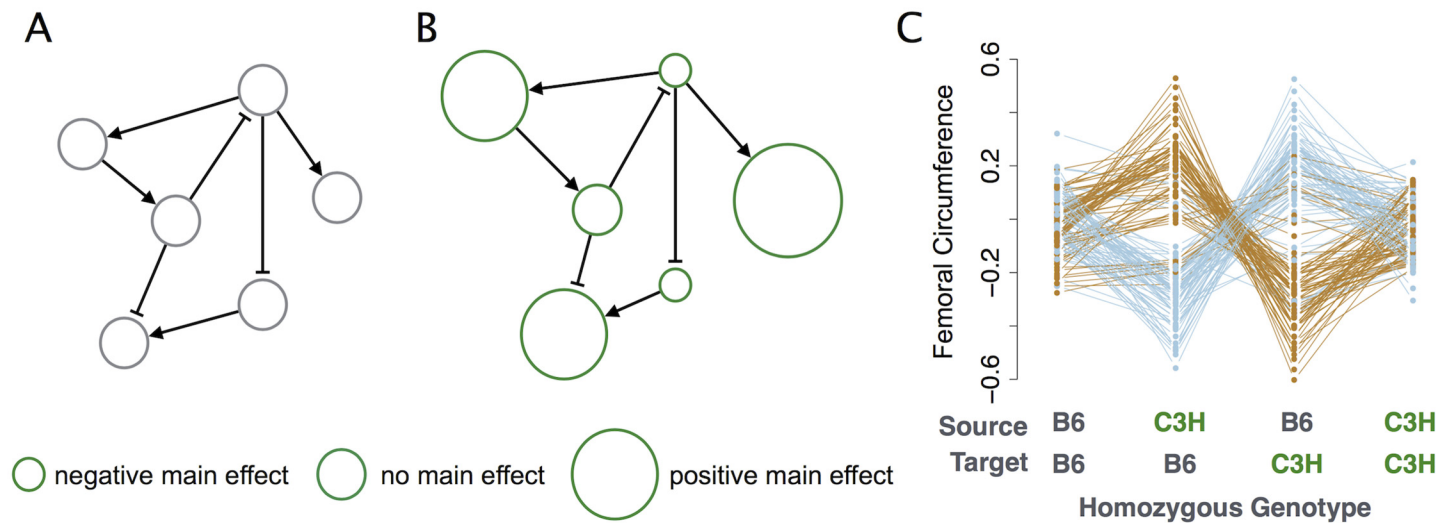 A
B
C
negative main effect
no main effect
positive main effect
Femoral Circumference
0.6
0.2
−0.2
−0.6
Source B6 C3H B6 C3H
Target B6 B6 C3H C3H
Homozygous Genotype